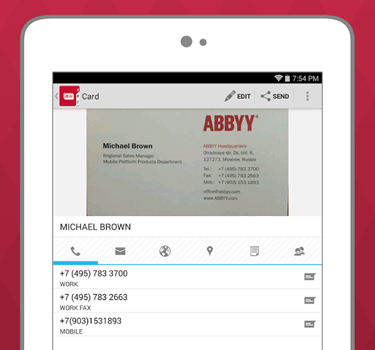 7:54 PM
Card
EDIT
SEND
ABBYY
Michael Brown
Regional Sales Manager
Mobile Platform Products Department
ABBYY Headquarters
Otradnaya str. 2b, bld. 6,
127273, Moscow, Russia
Tel.: +7 (495) 783 3700
Fax: +7 (495) 783 2663
Mob.: +7 (903) 153 1893
office@abbyy.com
www.ABBYY.com
MICHAEL BROWN
+7 (495) 783 3700
WORK
+7 (495) 783 2663
WORK FAX
+7(903)1531893
MOBILE